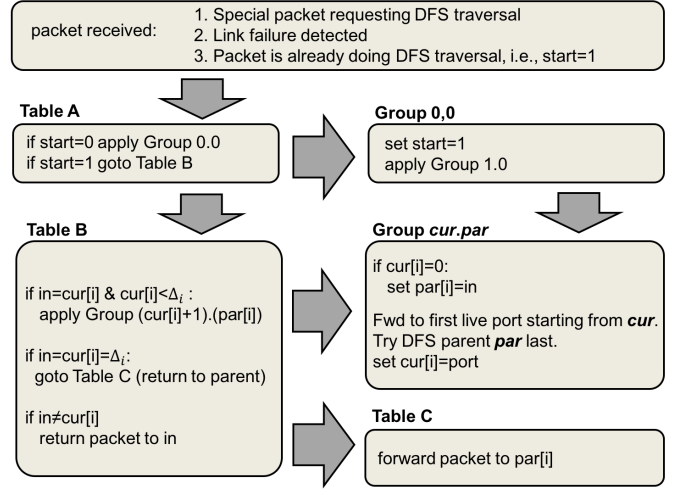 packet received:
1. Special packet requesting DFS traversal
2. Link failure detected
3. Packet is already doing DFS traversal, i.e., start=1
Table A
if start=0 apply Group 0.0
if start=1 goto Table B
Group 0,0
set start=1
apply Group 1.0
Table B
if in=cur[i] & cur[i]<Δᵢ :
apply Group (cur[i]+1).(par[i])
if in=cur[i]=Δᵢ:
goto Table C (return to parent)
if in≠cur[i]
return packet to in
Group cur.par
if cur[i]=0:
set par[i]=in
Fwd to first live port starting from cur.
Try DFS parent par last.
set cur[i]=port
Table C
forward packet to par[i]